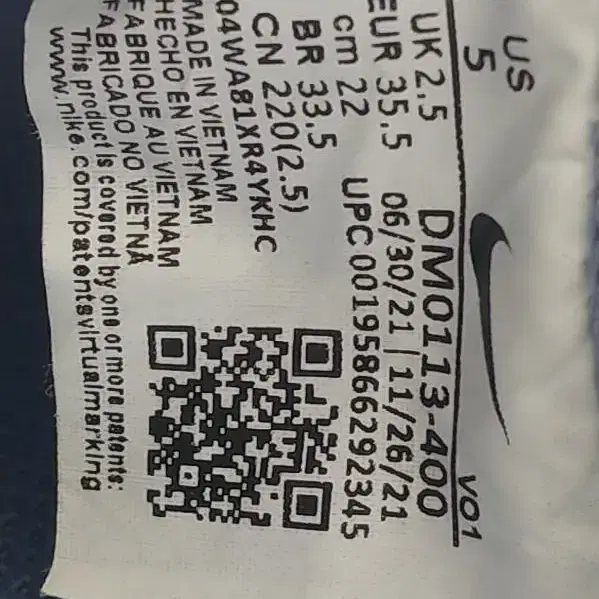 US
5
V01
UK 2.5
DM0113-400
EUR 35.5
06/30/21 | 11/26/21
cm 22
UPC 00195866292345
BR 33.5
CN 220(2.5)
04WA81XR4YKHC
MADE IN VIETNAM
HECHO EN VIETNAM
FABRIQUE AU VIETNAM
FABRICADO NO VIETNÃ
This product is covered by one or more patents:
www.nike.com/patentsvirtualmarking